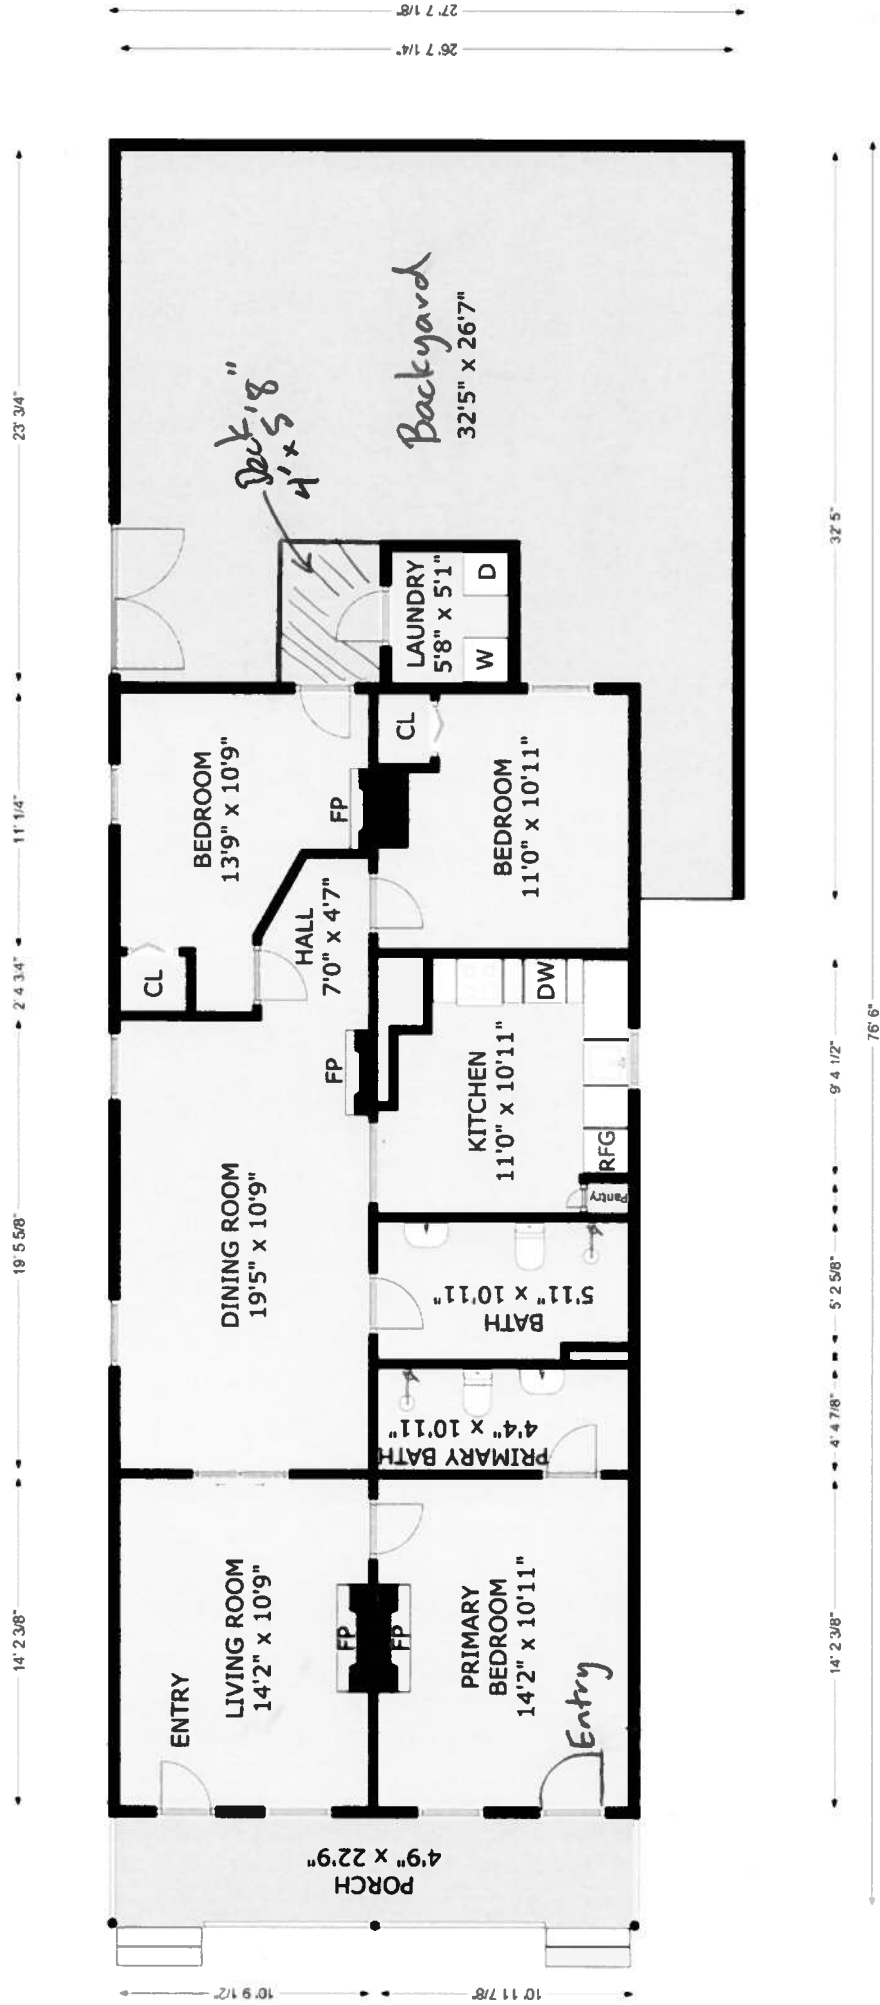 27' 7 1/8"
26' 7 1/4"
23' 3/4"
11' 1/4"
2' 4 3/4"
19' 5 5/8"
14' 2 3/8"
32' 5"
9' 4 1/2"
5' 2 5/8"
4' 4 7/8"
14' 2 3/8"
76' 6"
Backyard
32'5" x 26'7"
Deck
4' x 5'8"
LAUNDRY
5'8" x 5'1"
W
D
BEDROOM
13'9" x 10'9"
FP
CL
CL
BEDROOM
11'0" x 10'11"
HALL
7'0" x 4'7"
FP
DW
KITCHEN
11'0" x 10'11"
RFG
Pantry
DINING ROOM
19'5" x 10'9"
BATH
5'11" x 10'11"
PRIMARY BATH
4'4" x 10'11"
LIVING ROOM
14'2" x 10'9"
ENTRY
FP
FP
PRIMARY
BEDROOM
14'2" x 10'11"
Entry
PORCH
4'9" x 22'9"
10' 9 1/2"
10' 11 7/8"